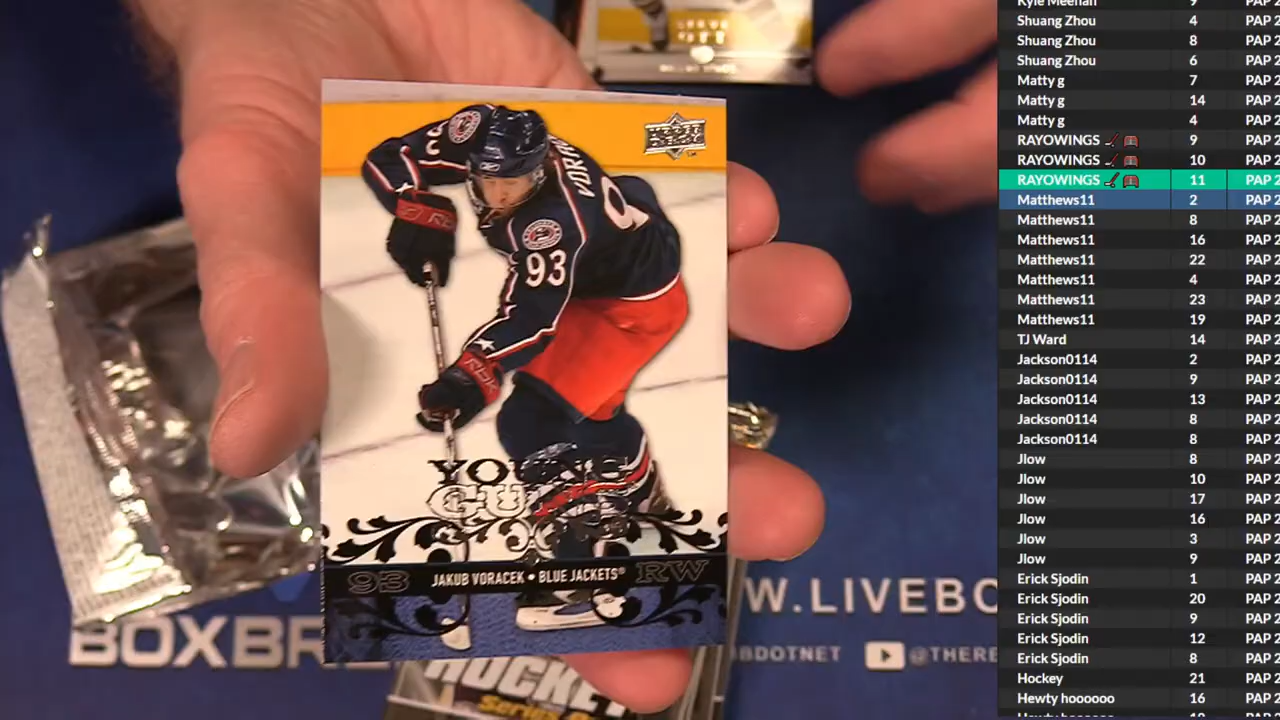 Shuang Zhou 4 PAP 2
Shuang Zhou 8 PAP 2
Shuang Zhou 6 PAP 2
Matty g 7 PAP 2
Matty g 14 PAP 2
Matty g 4 PAP 2
RAYOWINGS 9 PAP 2
RAYOWINGS 10 PAP 2
RAYOWINGS 11 PAP 2
Matthews11 2 PAP 2
Matthews11 8 PAP 2
Matthews11 16 PAP 2
Matthews11 22 PAP 2
Matthews11 4 PAP 2
Matthews11 23 PAP 2
Matthews11 19 PAP 2
TJ Ward 14 PAP 2
Jackson0114 2 PAP 2
Jackson0114 9 PAP 2
Jackson0114 13 PAP 2
Jackson0114 8 PAP 2
Jackson0114 8 PAP 2
Jlow 8 PAP 2
Jlow 10 PAP 2
Jlow 17 PAP 2
Jlow 16 PAP 2
Jlow 3 PAP 2
Jlow 9 PAP 2
Erick Sjodin 1 PAP 2
Erick Sjodin 20 PAP 2
Erick Sjodin 9 PAP 2
Erick Sjodin 12 PAP 2
Erick Sjodin 8 PAP 2
Hockey 21 PAP 2
Hewty hoooooo 16 PAP 2
UPPER DECK
93
YOUNG
GU
93 JAKUB VORACEK • BLUE JACKETS® RW
W.LIVEBO
BOXBR
BDOTNET @THERE
HOCKEY